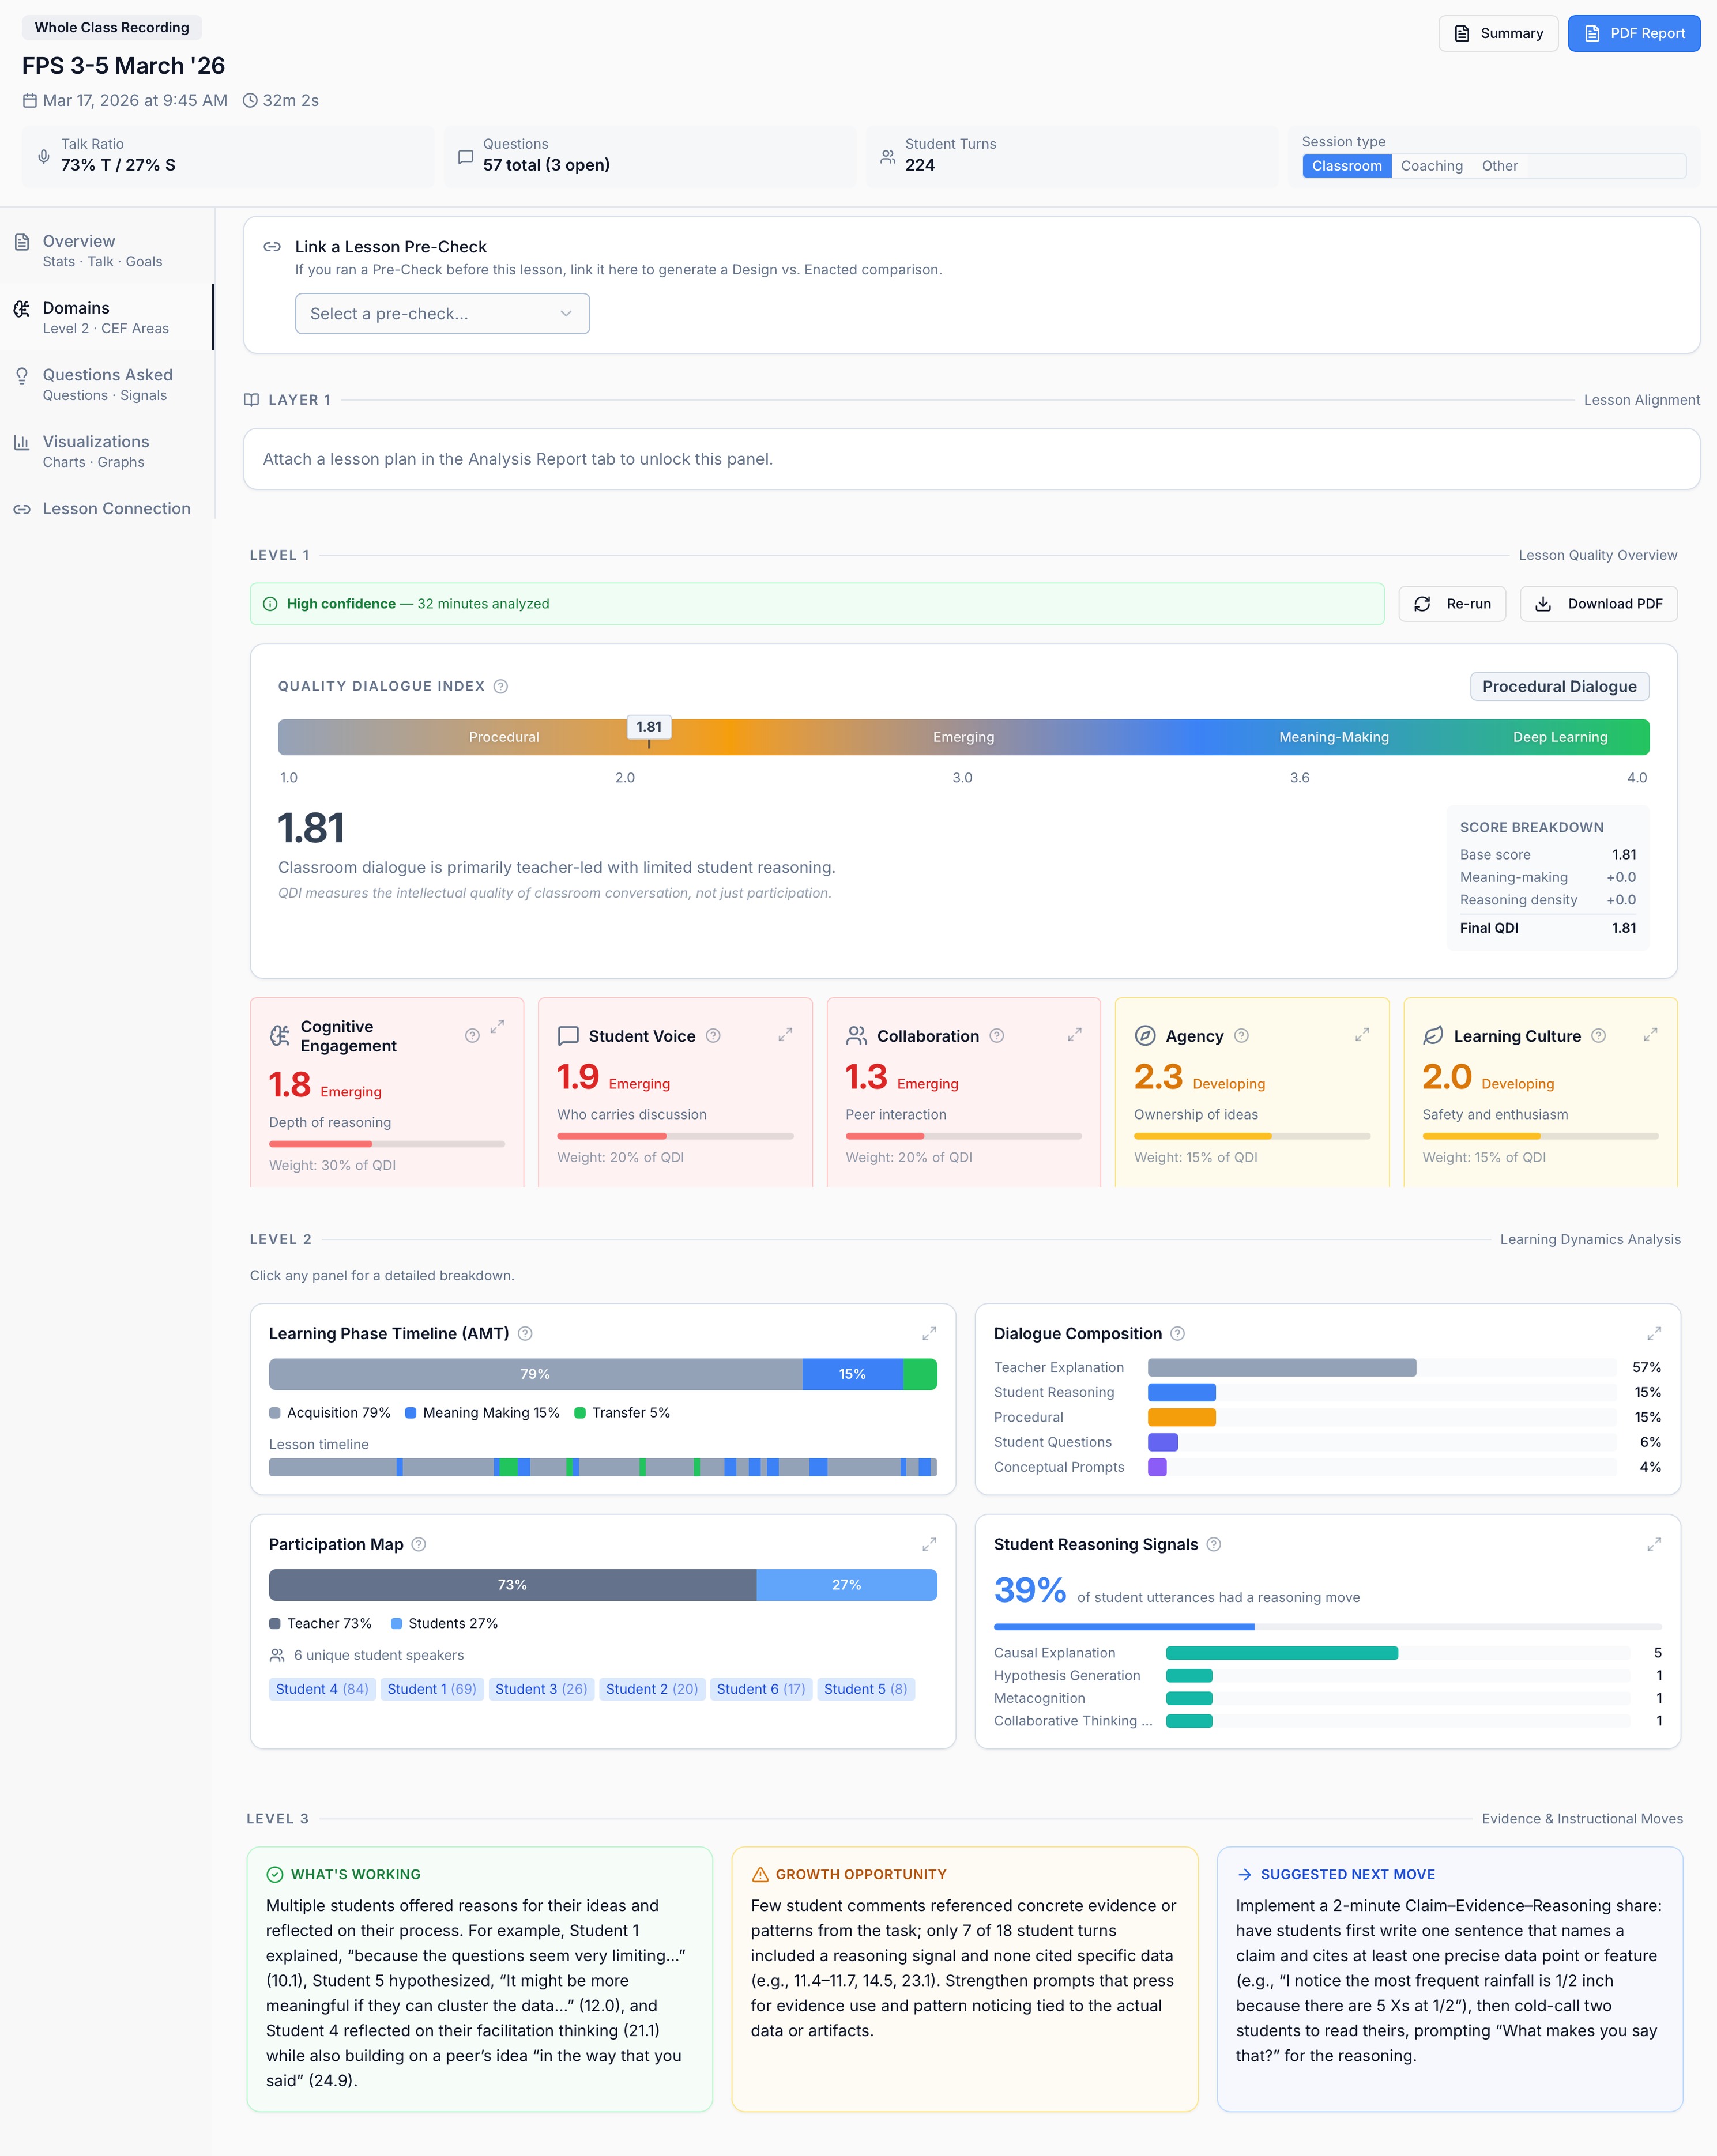 Whole Class Recording
Summary
PDF Report
FPS 3-5 March '26
Mar 17, 2026 at 9:45 AM 32m 2s
Talk Ratio
73% T / 27% S
Questions
57 total (3 open)
Student Turns
224
Session type
Classroom Coaching Other
Overview
Stats · Talk · Goals
Domains
Level 2 · CEF Areas
Questions Asked
Questions · Signals
Visualizations
Charts · Graphs
Lesson Connection
Link a Lesson Pre-Check
If you ran a Pre-Check before this lesson, link it here to generate a Design vs. Enacted comparison.
Select a pre-check...
LAYER 1
Lesson Alignment
Attach a lesson plan in the Analysis Report tab to unlock this panel.
LEVEL 1
Lesson Quality Overview
High confidence — 32 minutes analyzed
Re-run
Download PDF
QUALITY DIALOGUE INDEX
Procedural Dialogue
Procedural 1.81 Emerging Meaning-Making Deep Learning
1.0 2.0 3.0 3.6 4.0
1.81
Classroom dialogue is primarily teacher-led with limited student reasoning.
QDI measures the intellectual quality of classroom conversation, not just participation.
SCORE BREAKDOWN
Base score 1.81
Meaning-making +0.0
Reasoning density +0.0
Final QDI 1.81
Cognitive
Engagement
1.8 Emerging
Depth of reasoning
Weight: 30% of QDI
Student Voice
1.9 Emerging
Who carries discussion
Weight: 20% of QDI
Collaboration
1.3 Emerging
Peer interaction
Weight: 20% of QDI
Agency
2.3 Developing
Ownership of ideas
Weight: 15% of QDI
Learning Culture
2.0 Developing
Safety and enthusiasm
Weight: 15% of QDI
LEVEL 2
Learning Dynamics Analysis
Click any panel for a detailed breakdown.
Learning Phase Timeline (AMT)
79% 15%
Acquisition 79% Meaning Making 15% Transfer 5%
Lesson timeline
Dialogue Composition
Teacher Explanation 57%
Student Reasoning 15%
Procedural 15%
Student Questions 6%
Conceptual Prompts 4%
Participation Map
73% 27%
Teacher 73% Students 27%
6 unique student speakers
Student 4 (84) Student 1 (69) Student 3 (26) Student 2 (20) Student 6 (17) Student 5 (8)
Student Reasoning Signals
39% of student utterances had a reasoning move
Causal Explanation 5
Hypothesis Generation 1
Metacognition 1
Collaborative Thinking ... 1
LEVEL 3
Evidence & Instructional Moves
WHAT'S WORKING
Multiple students offered reasons for their ideas and
reflected on their process. For example, Student 1
explained, “because the questions seem very limiting...”
(10.1), Student 5 hypothesized, “It might be more
meaningful if they can cluster the data...” (12.0), and
Student 4 reflected on their facilitation thinking (21.1)
while also building on a peer’s idea “in the way that you
said” (24.9).
GROWTH OPPORTUNITY
Few student comments referenced concrete evidence or
patterns from the task; only 7 of 18 student turns
included a reasoning signal and none cited specific data
(e.g., 11.4–11.7, 14.5, 23.1). Strengthen prompts that press
for evidence use and pattern noticing tied to the actual
data or artifacts.
SUGGESTED NEXT MOVE
Implement a 2-minute Claim–Evidence–Reasoning share:
have students first write one sentence that names a
claim and cites at least one precise data point or feature
(e.g., “I notice the most frequent rainfall is 1/2 inch
because there are 5 Xs at 1/2”), then cold-call two
students to read theirs, prompting “What makes you say
that?” for the reasoning.